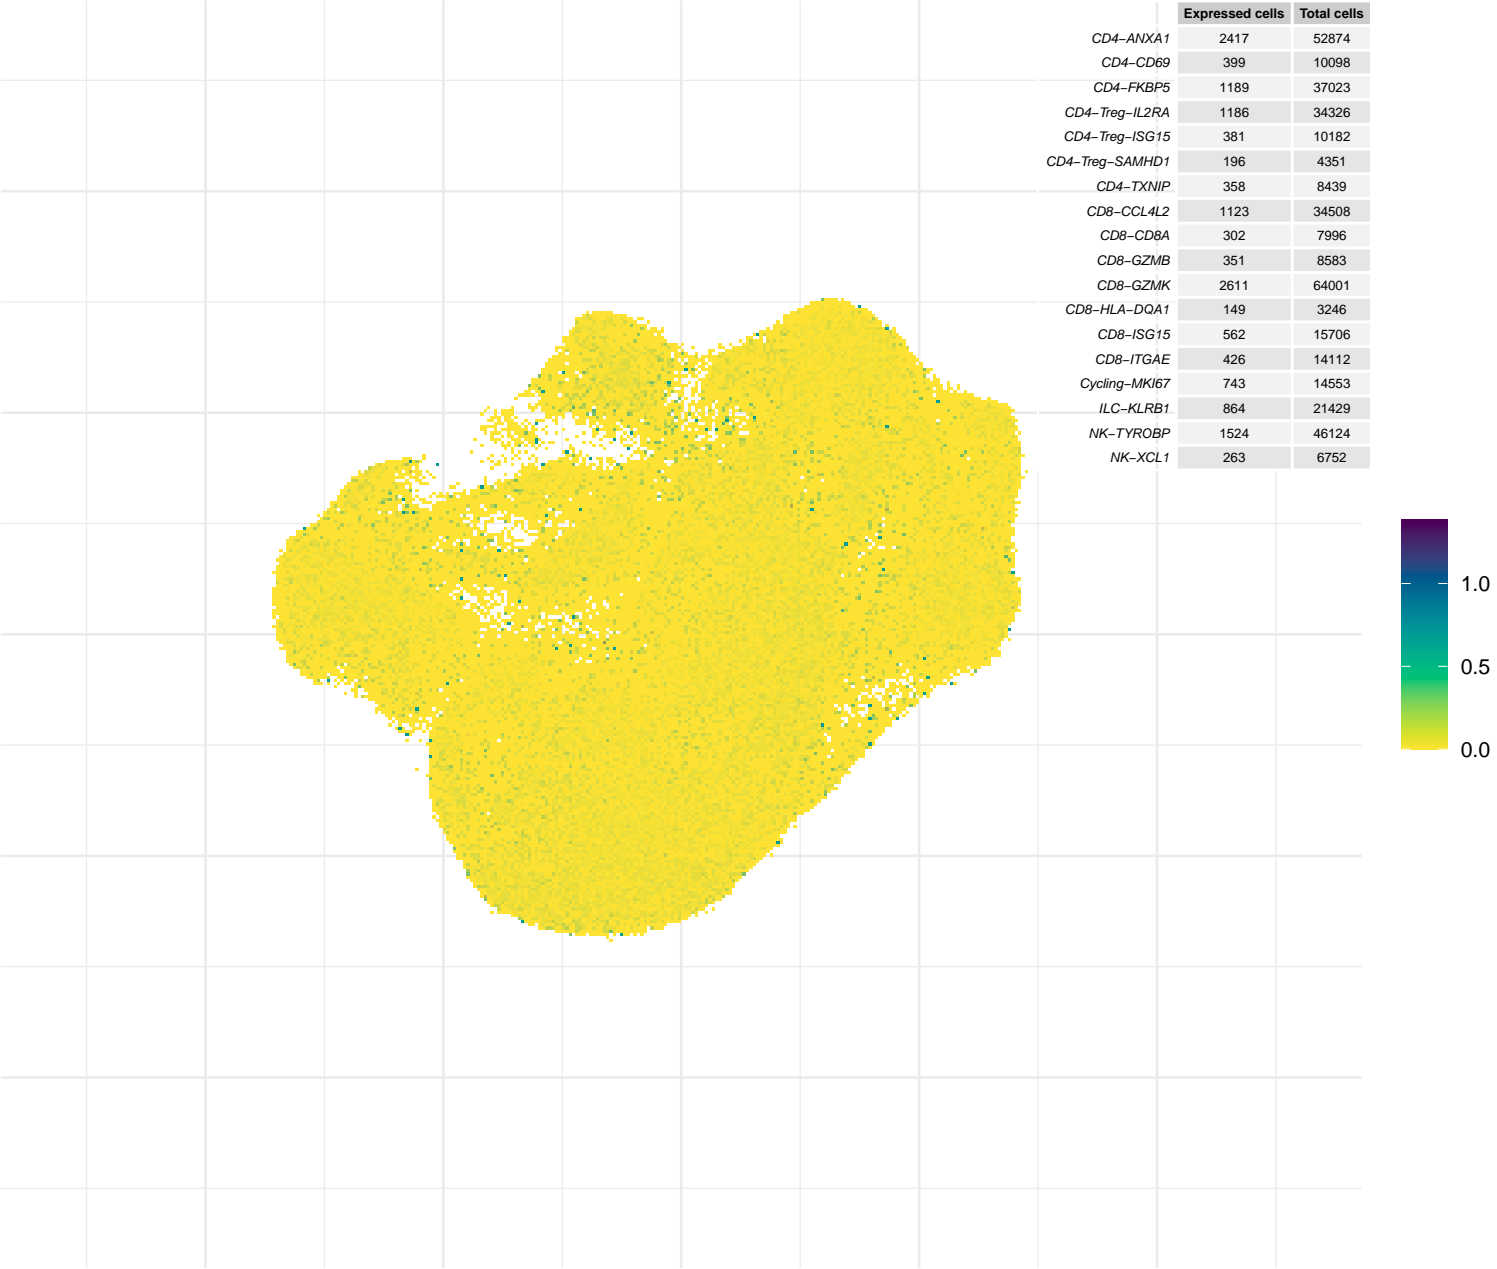 Expressed cells Total cells
CD4−ANXA1 2417 52874
CD4−CD69 399 10098
CD4−FKBP5 1189 37023
CD4−Treg−IL2RA 1186 34326
CD4−Treg−ISG15 381 10182
CD4−Treg−SAMHD1 196 4351
CD4−TXNIP 358 8439
CD8−CCL4L2 1123 34508
CD8−CD8A 302 7996
CD8−GZMB 351 8583
CD8−GZMK 2611 64001
CD8−HLA−DQA1 149 3246
CD8−ISG15 562 15706
CD8−ITGAE 426 14112
Cycling−MKI67 743 14553
ILC−KLRB1 864 21429
NK−TYROBP 1524 46124
NK−XCL1 263 6752
1.0
0.5
0.0